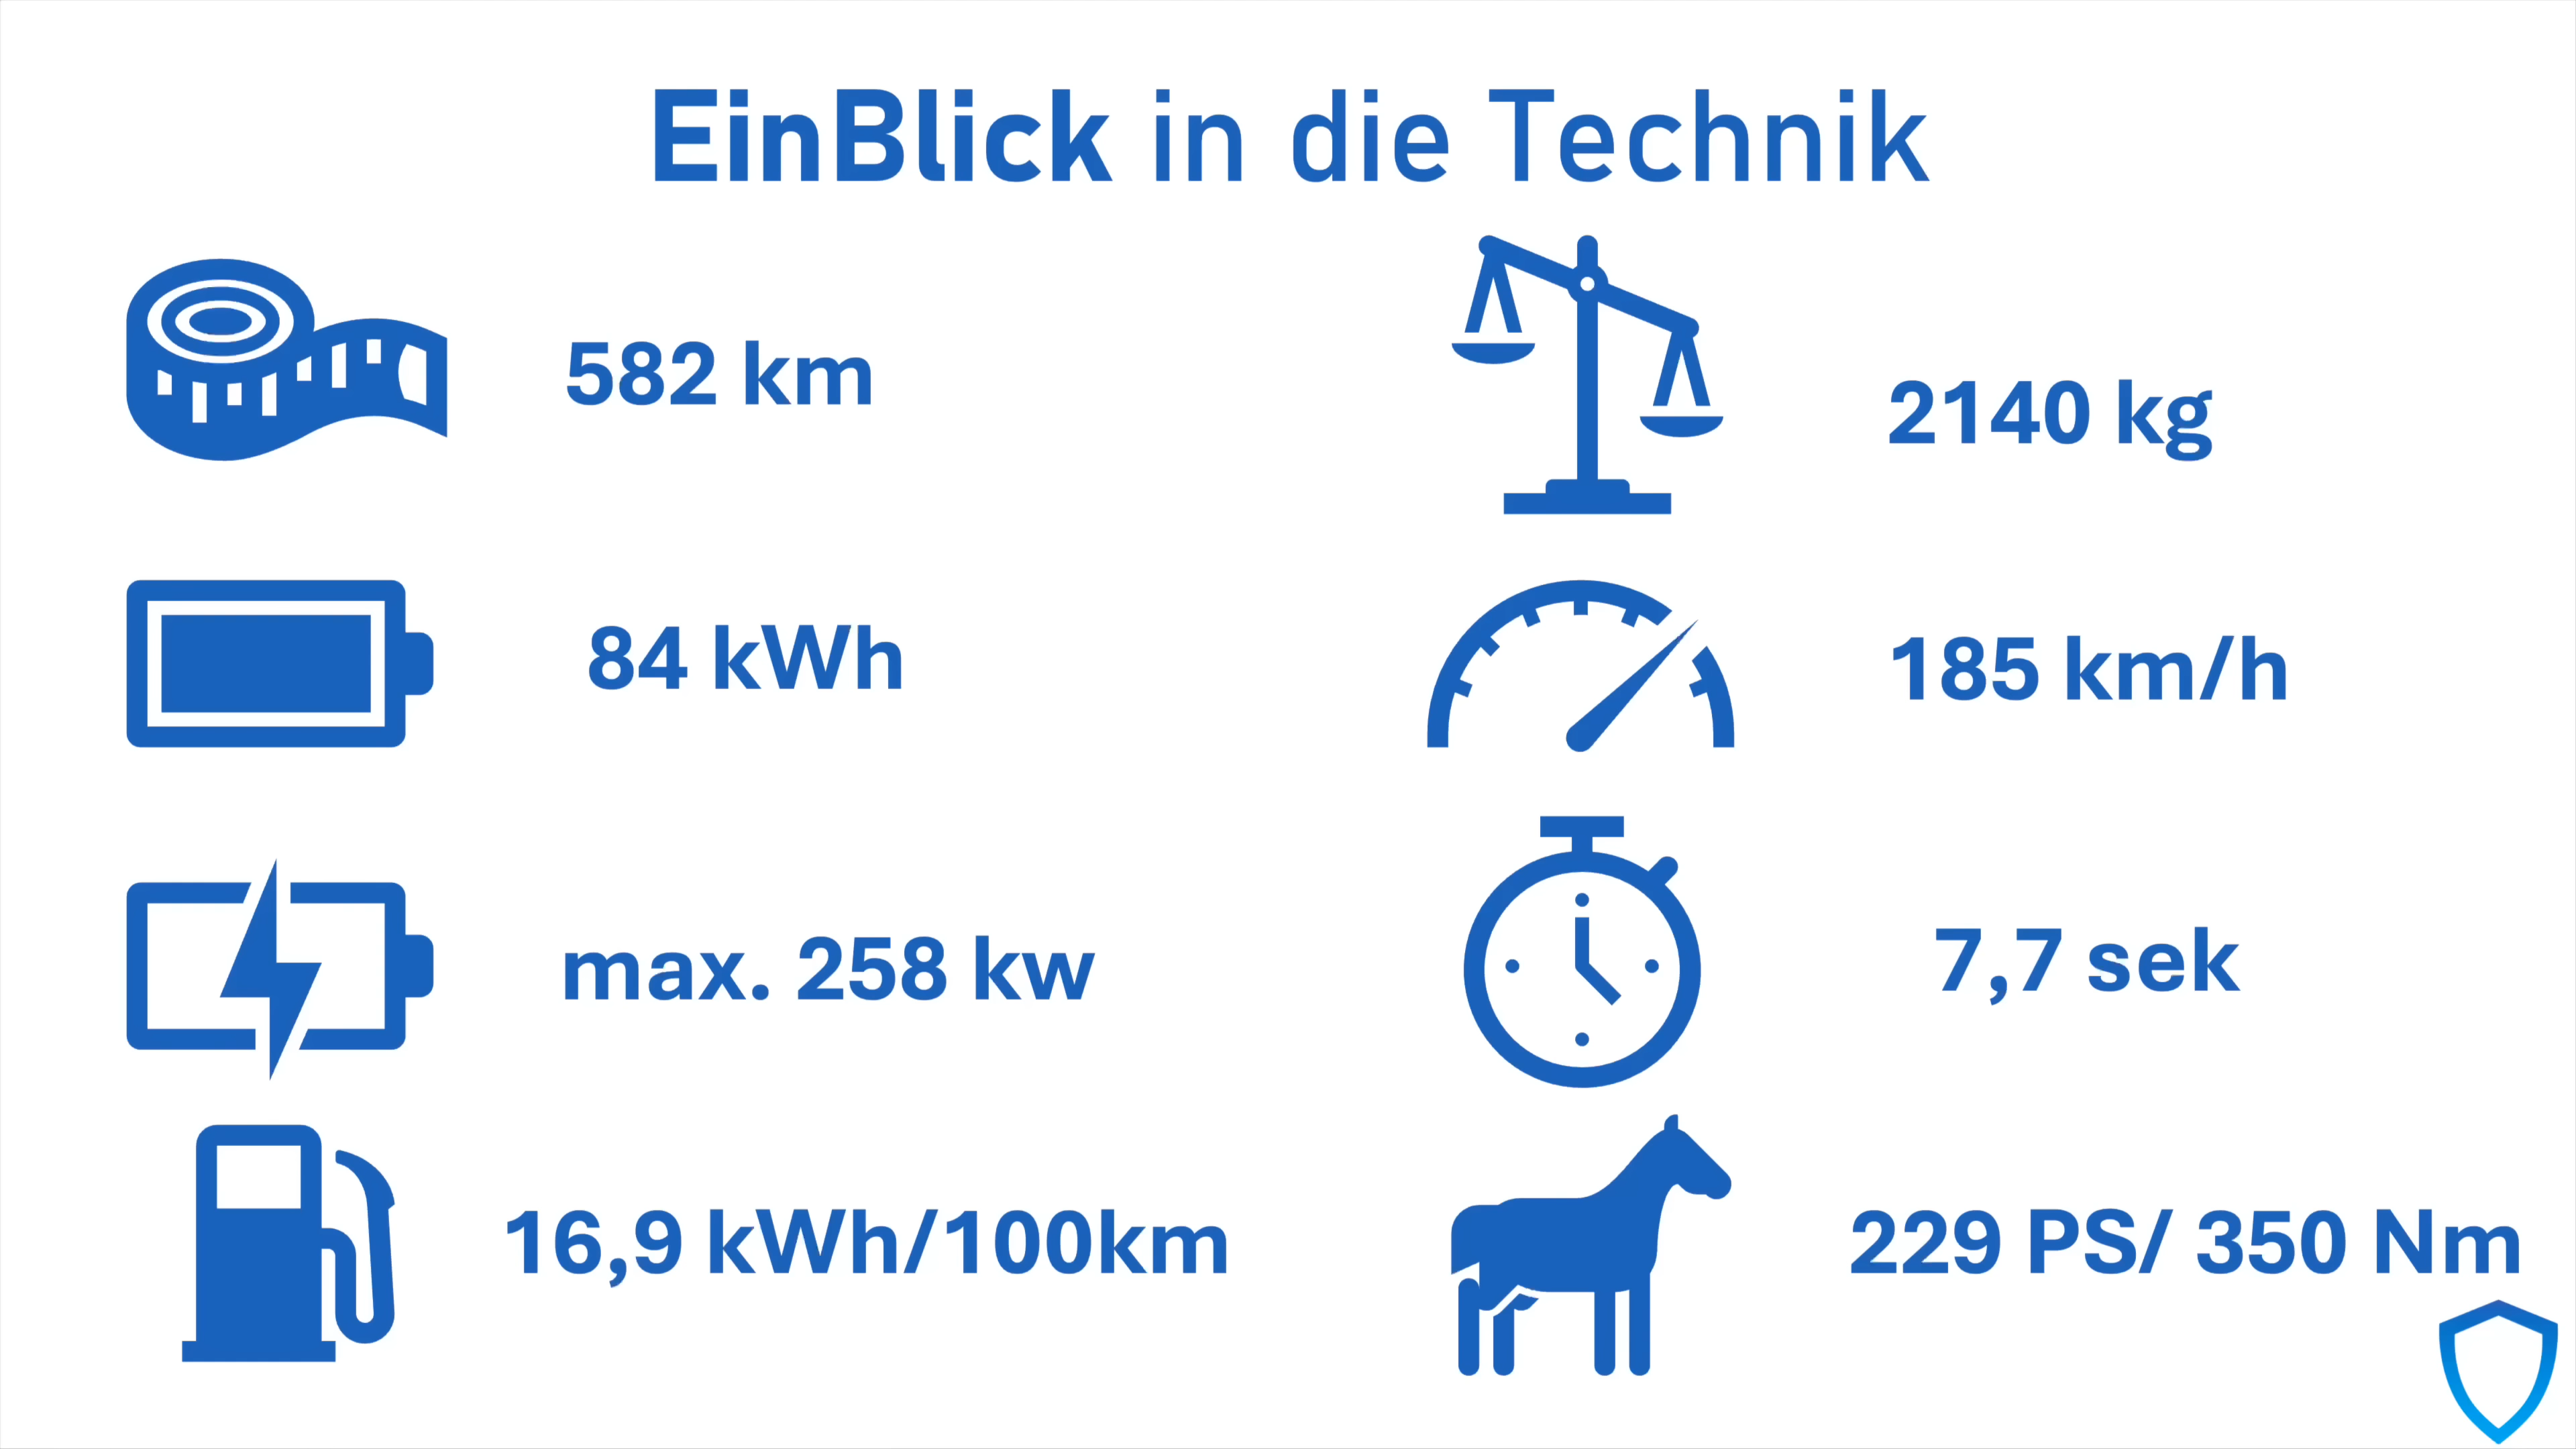 EinBlick in die Technik
582 km
2140 kg
84 kWh
185 km/h
max. 258 kw
7,7 sek
16,9 kWh/100km
229 PS/ 350 Nm